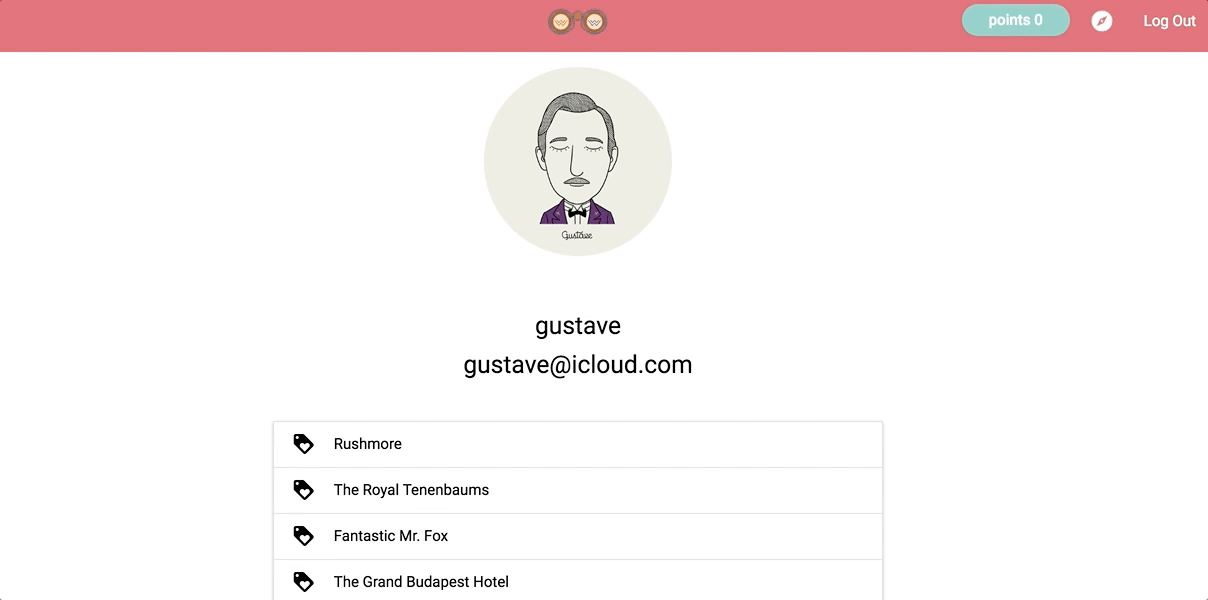 points 0
Log Out
Gustave
gustave
gustave@icloud.com
Rushmore
The Royal Tenenbaums
Fantastic Mr. Fox
The Grand Budapest Hotel